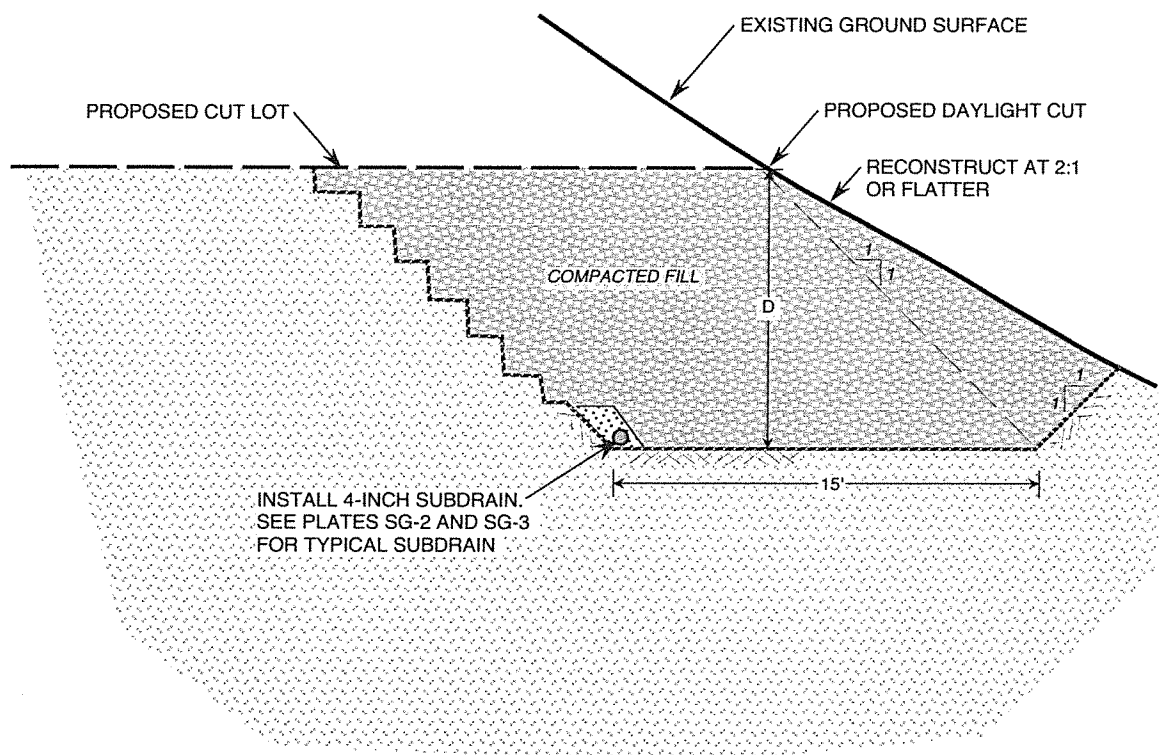 EXISTING GROUND SURFACE
PROPOSED CUT LOT
PROPOSED DAYLIGHT CUT
RECONSTRUCT AT 2:1
OR FLATTER
1
1
COMPACTED FILL
D
1
1
15'
INSTALL 4-INCH SUBDRAIN.
SEE PLATES SG-2 AND SG-3
FOR TYPICAL SUBDRAIN